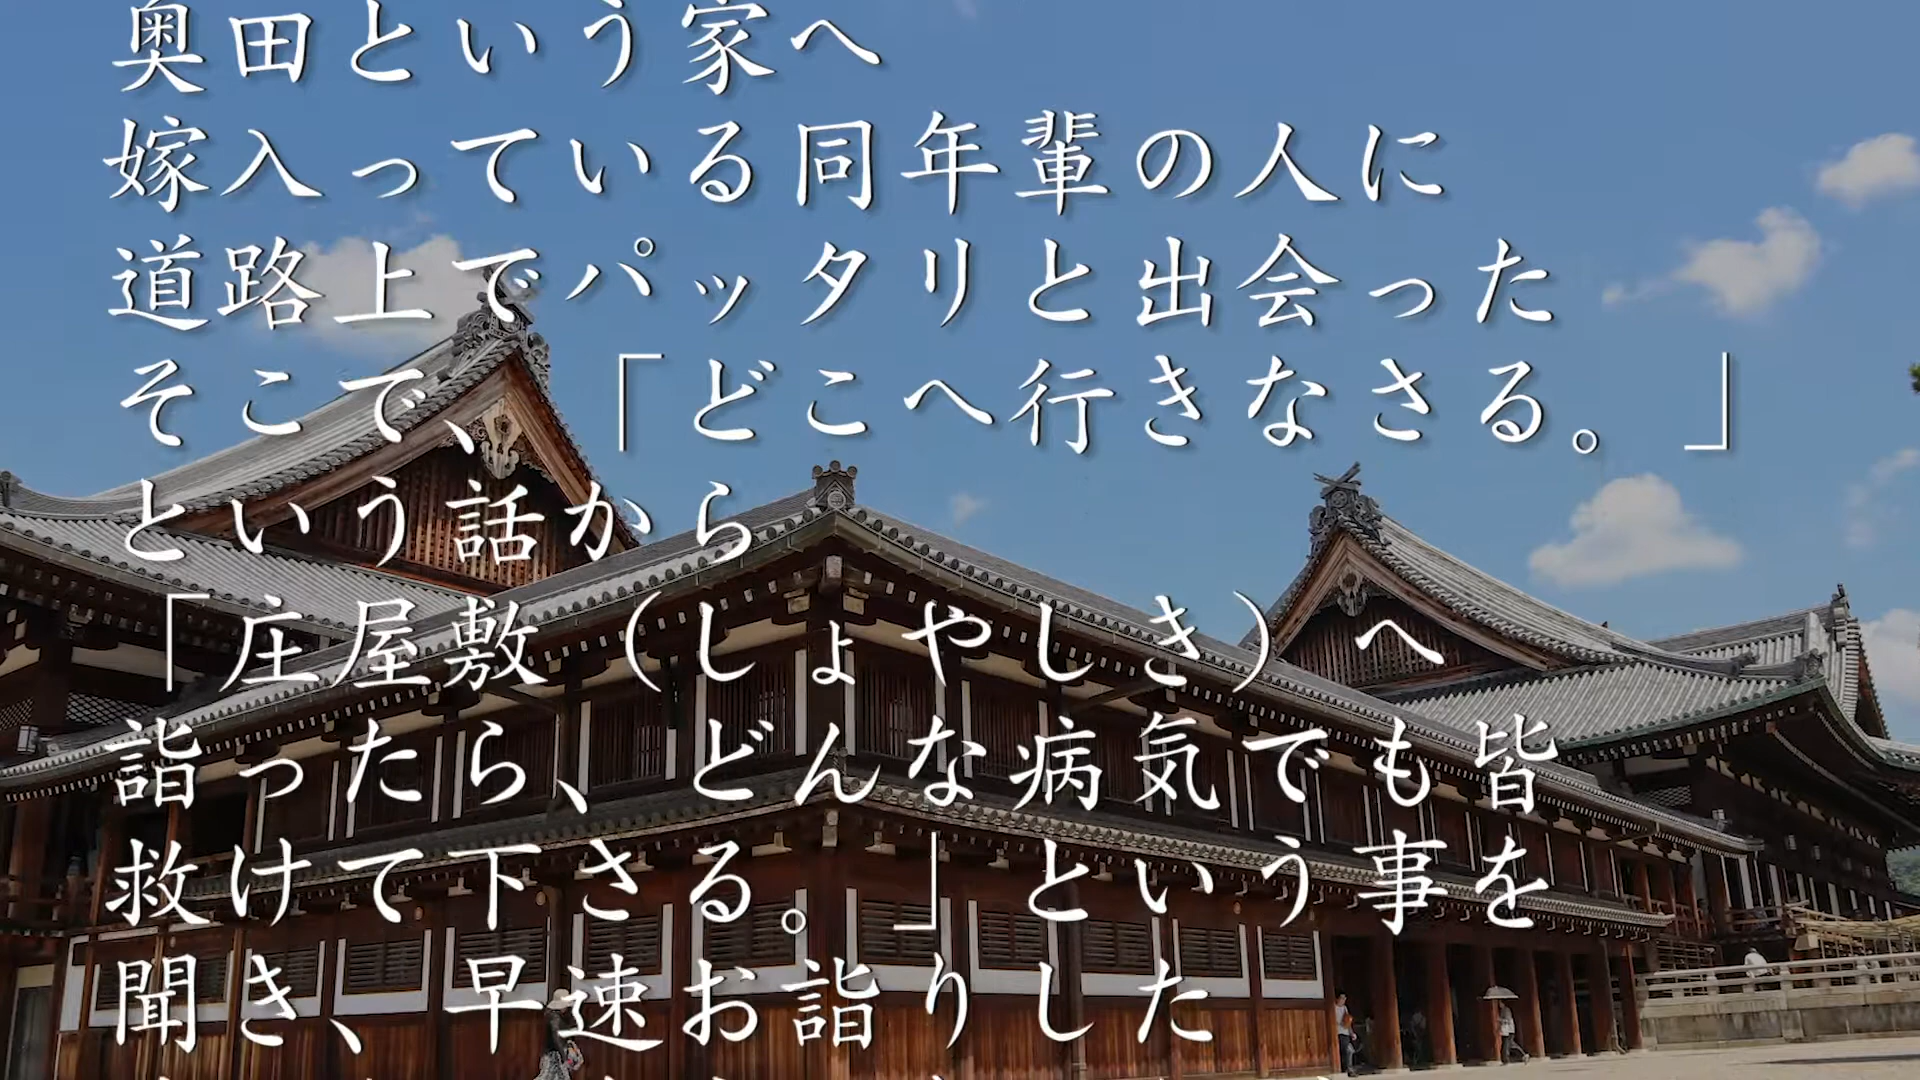 奥田という家へ
嫁入っている同年輩の人に
道路上でパッタリと出会った
そこで、「どこへ行きなさる。」
という話から
「庄屋敷（しょやしき）へ
詣ったら、どんな病気でも皆
救けて下さる。」という事を
聞き、早速お詣りした